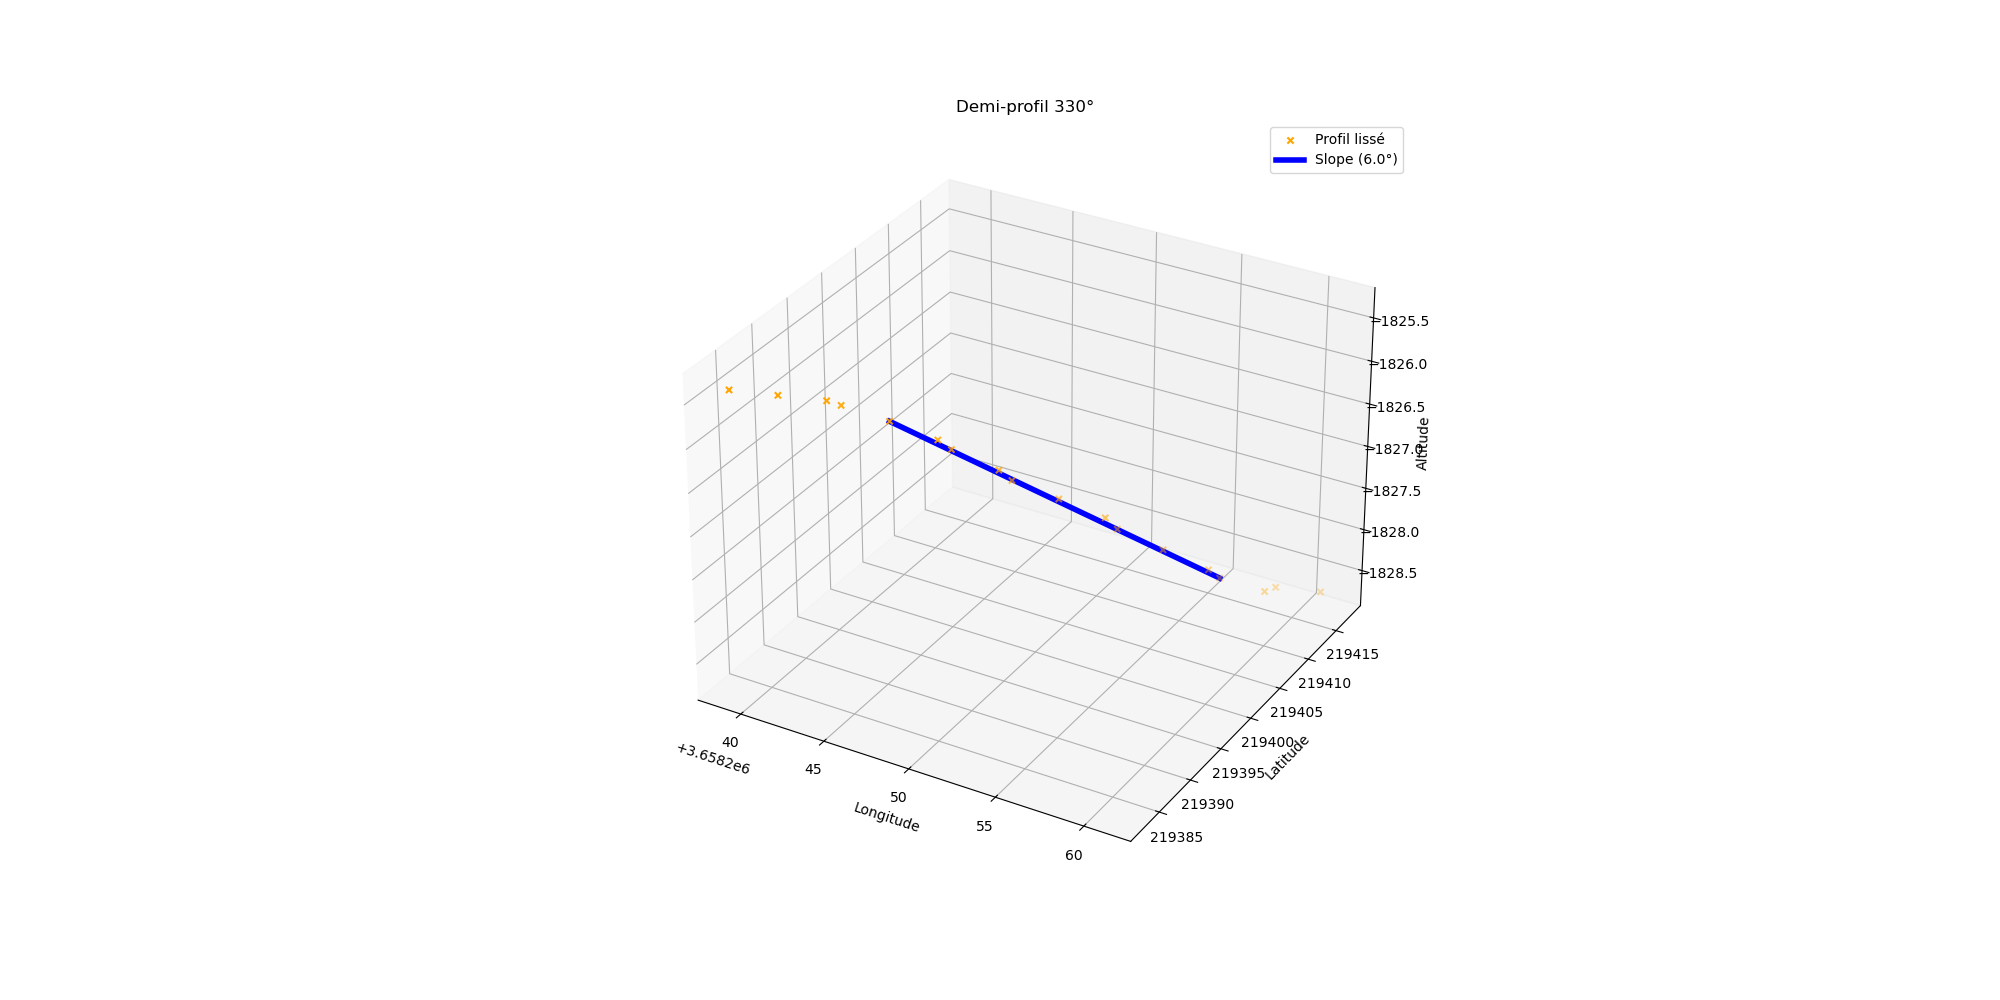 Demi-profil 330°
Profil lissé
Slope (6.0°)
−1825.5
−1826.0
−1826.5
−1827.0
−1827.5
−1828.0
−1828.5
Altitude
219415
219410
219405
219400
219395
219390
219385
Latitude
40
45
50
55
60
+3.6582e6
Longitude